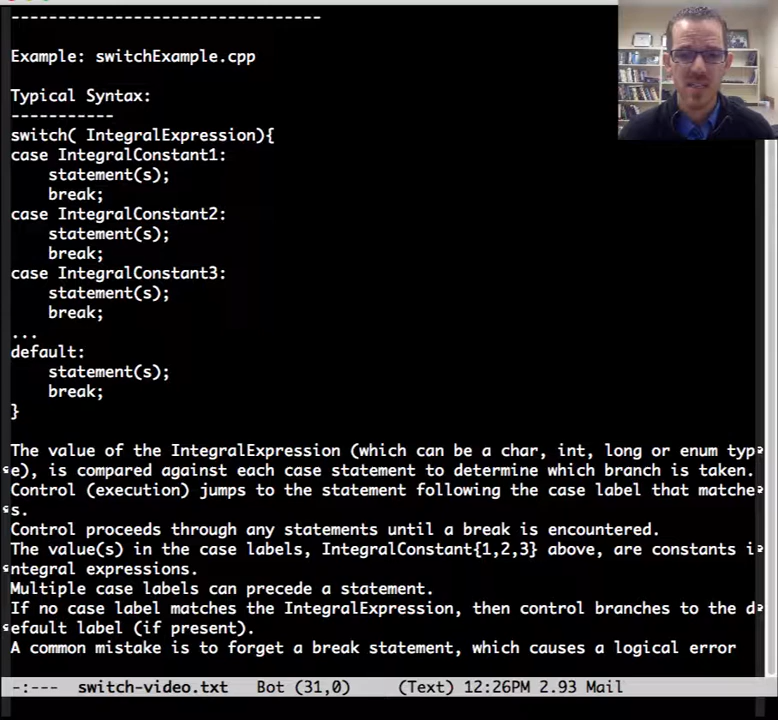 ---------------------------------
Example: switchExample.cpp
Typical Syntax:
-----------
switch( IntegralExpression){
case IntegralConstant1:
    statement(s);
    break;
case IntegralConstant2:
    statement(s);
    break;
case IntegralConstant3:
    statement(s);
    break;
...
default:
    statement(s);
    break;
}
The value of the IntegralExpression (which can be a char, int, long or enum typ
e), is compared against each case statement to determine which branch is taken.
Control (execution) jumps to the statement following the case label that matche
s.
Control proceeds through any statements until a break is encountered.
The value(s) in the case labels, IntegralConstant{1,2,3} above, are constants i
ntegral expressions.
Multiple case labels can precede a statement.
If no case label matches the IntegralExpression, then control branches to the d
efault label (if present).
A common mistake is to forget a break statement, which causes a logical error
-:--- switch-video.txt Bot (31,0) (Text) 12:26PM 2.93 Mail